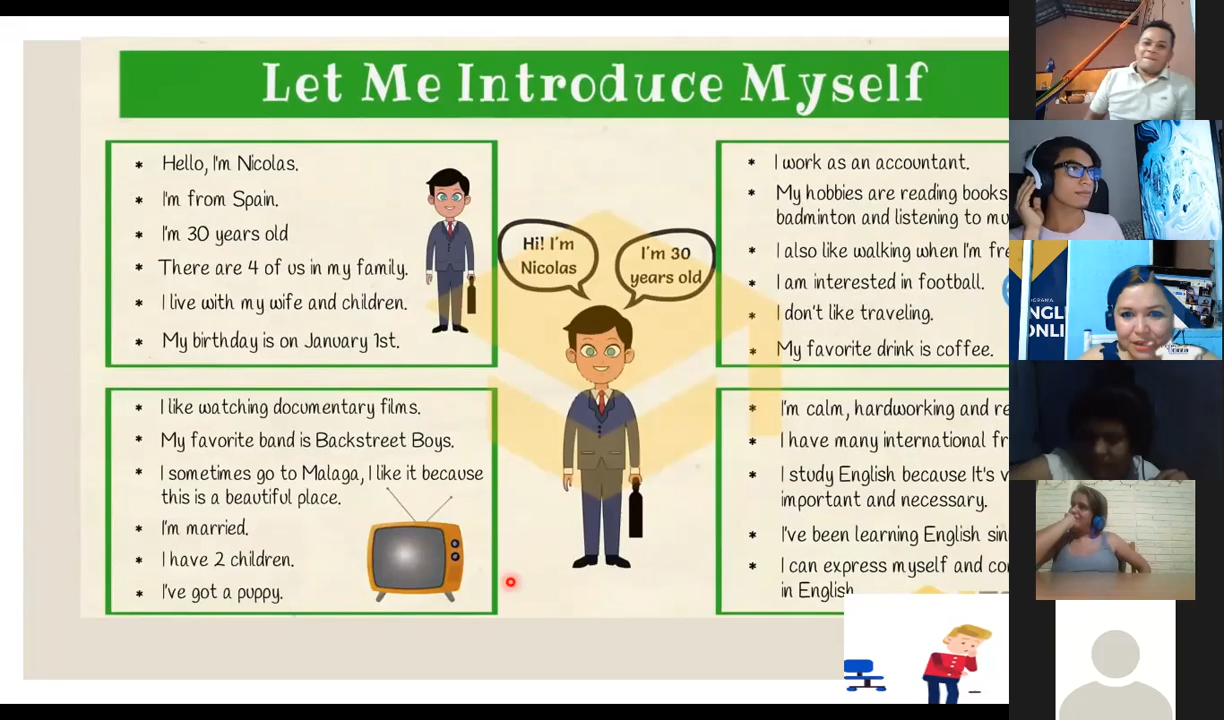 Let Me Introduce Myself
* Hello, I'm Nicolas.
* I'm from Spain.
* I'm 30 years old
* There are 4 of us in my family.
* I live with my wife and children.
* My birthday is on January 1st.
Hi! I'm
Nicolas
I'm 30
years old
* I work as an accountant.
* My hobbies are reading books
badminton and listening to mu
* I also like walking when I'm fre
* I am interested in football.
* I don't like traveling.
* My favorite drink is coffee.
* I like watching documentary films.
* My favorite band is Backstreet Boys.
* I sometimes go to Malaga, I like it because
this is a beautiful place.
* I'm married.
* I have 2 children.
* I've got a puppy.
* I'm calm, hardworking and re
* I have many international fr
* I study English because It's v
important and necessary.
* I've been learning English sin
* I can express myself and co
in English
OGRAMA
NGL
ONLI